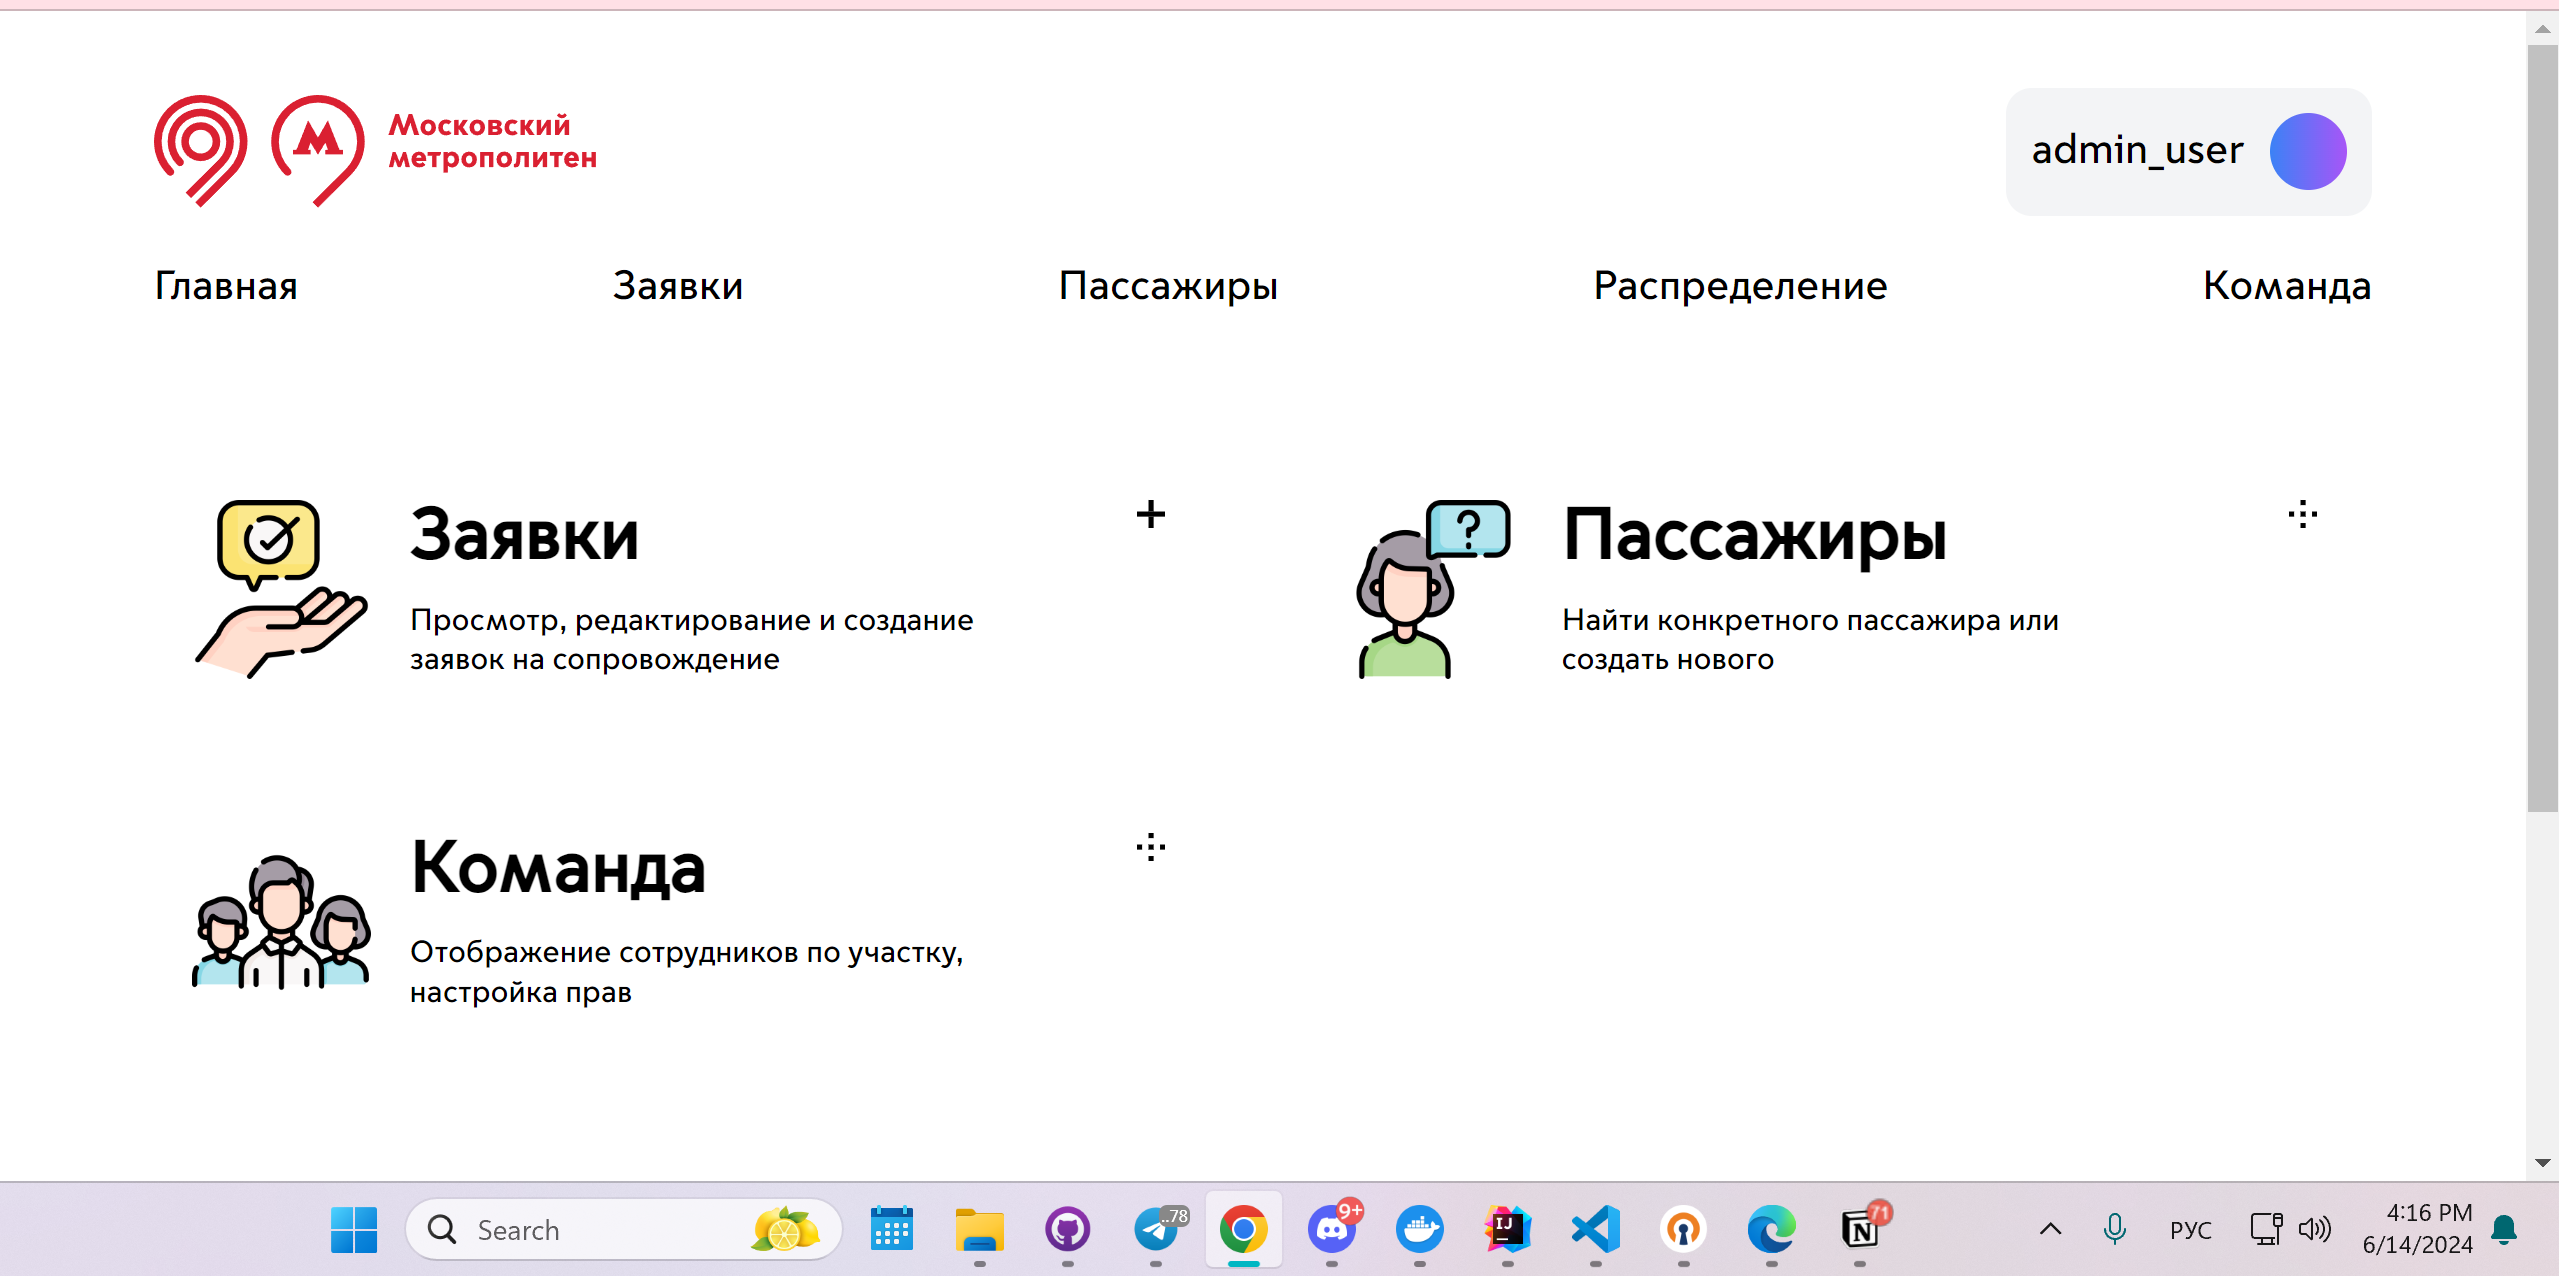 Московский
метрополитен
admin_user
Главная
Заявки
Пассажиры
Распределение
Команда
Заявки
Просмотр, редактирование и создание
заявок на сопровождение
Пассажиры
Найти конкретного пассажира или
создать нового
Команда
Отображение сотрудников по участку,
настройка прав
Search
..78
9+
IJ
71
РУС
4:16 PM
6/14/2024